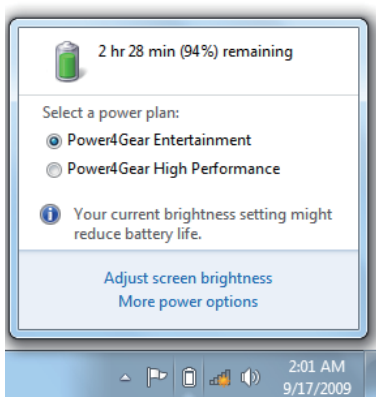 2 hr 28 min (94%) remaining
Select a power plan:
Power4Gear Entertainment
Power4Gear High Performance
Your current brightness setting might
reduce battery life.
Adjust screen brightness
More power options
2:01 AM
9/17/2009